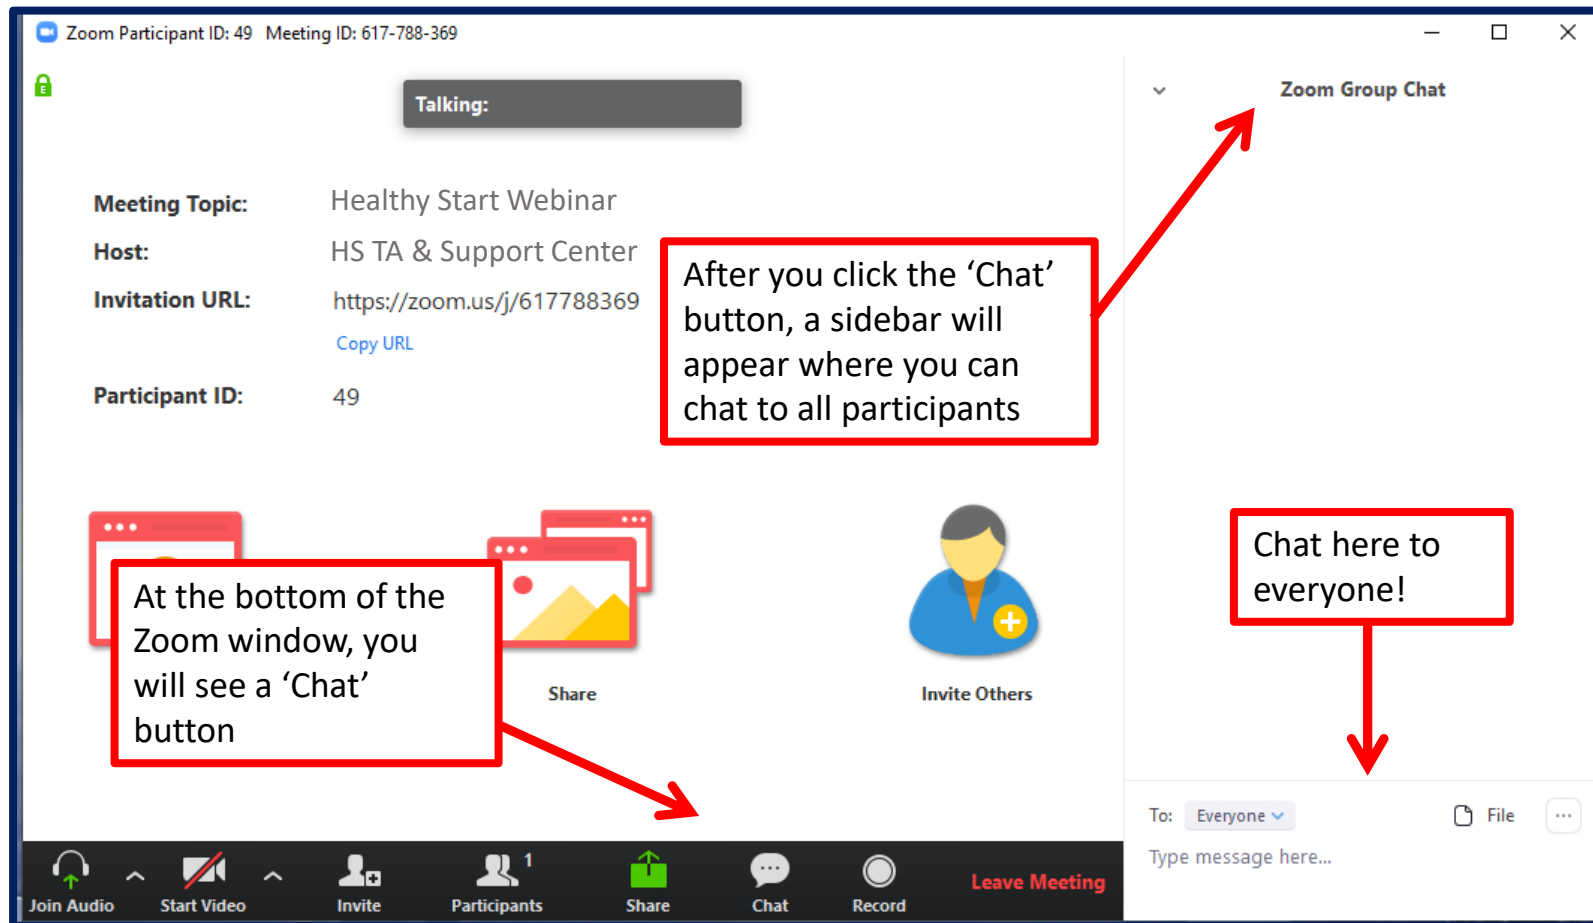 Zoom Participant ID: 49   Meeting ID: 617-788-369
Talking:
Zoom Group Chat
Meeting Topic: Healthy Start Webinar
Host: HS TA & Support Center
Invitation URL: https://zoom.us/j/617788369
Copy URL
Participant ID: 49
After you click the ‘Chat’
button, a sidebar will
appear where you can
chat to all participants
At the bottom of the
Zoom window, you
will see a ‘Chat’
button
Share
Invite Others
Chat here to
everyone!
To: Everyone
File
Type message here...
1
Join Audio
Start Video
Invite
Participants
Share
Chat
Record
Leave Meeting
E